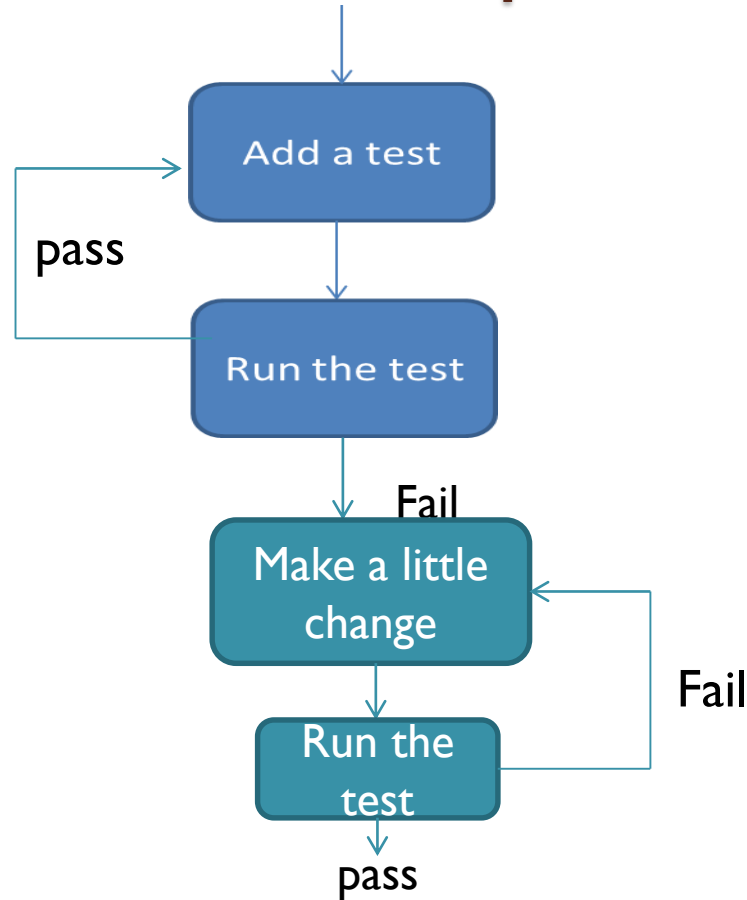 Add a test
pass
Run the test
Fail
Make a little
change
Fail
Run the
test
pass